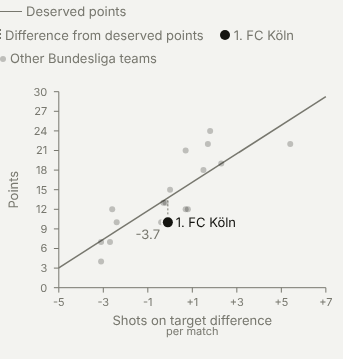 Deserved points
Difference from deserved points
1. FC Köln
Other Bundesliga teams
30
27
24
21
18
15
12
9
6
3
0
Points
1. FC Köln
-3.7
-5
-3
-1
+1
+3
+5
+7
Shots on target difference
per match